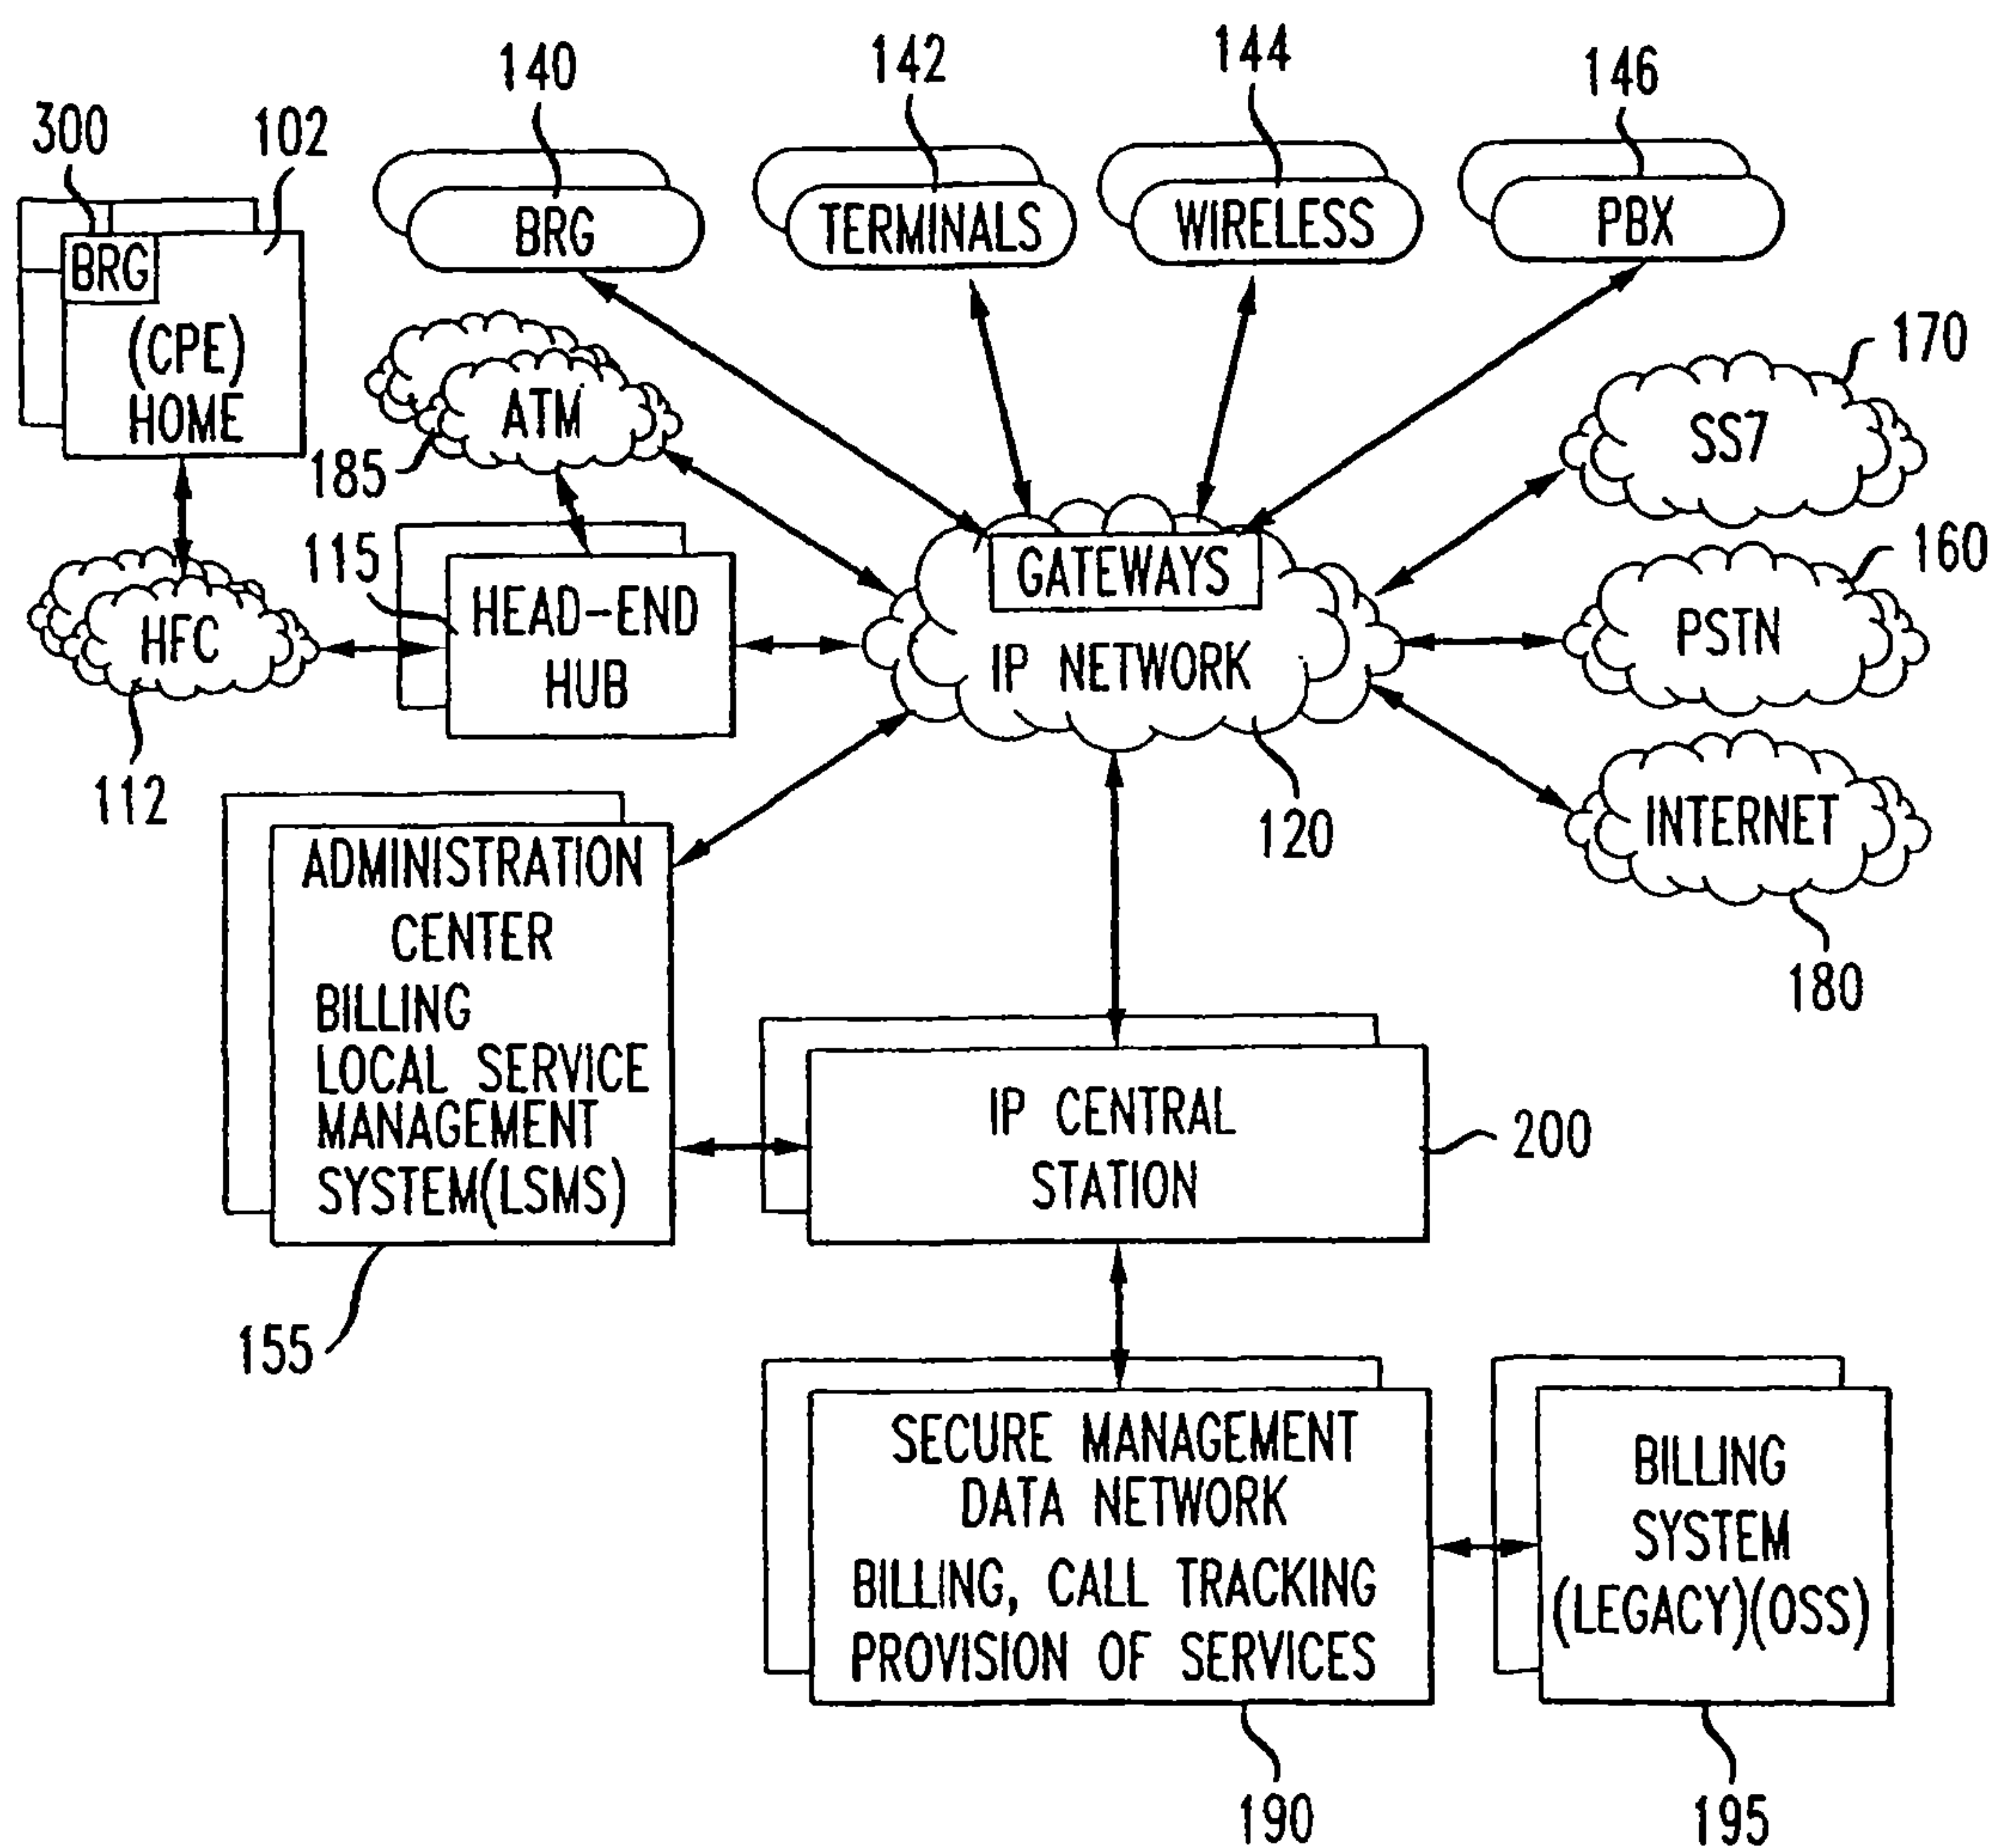 140
142
144
146
300
102
BRG
TERMINALS
WIRELESS
PBX
BRG
(CPE)
HOME
ATM
185
170
SS7
115
GATEWAYS
160
HFC
HEAD-END
HUB
IP NETWORK
PSTN
112
120
INTERNET
180
ADMINISTRATION
CENTER
BILLING
LOCAL SERVICE
MANAGEMENT
SYSTEM(LSMS)
155
IP CENTRAL
STATION
200
SECURE MANAGEMENT
DATA NETWORK
BILLING, CALL TRACKING
PROVISION OF SERVICES
190
BILLING
SYSTEM
(LEGACY)(OSS)
195